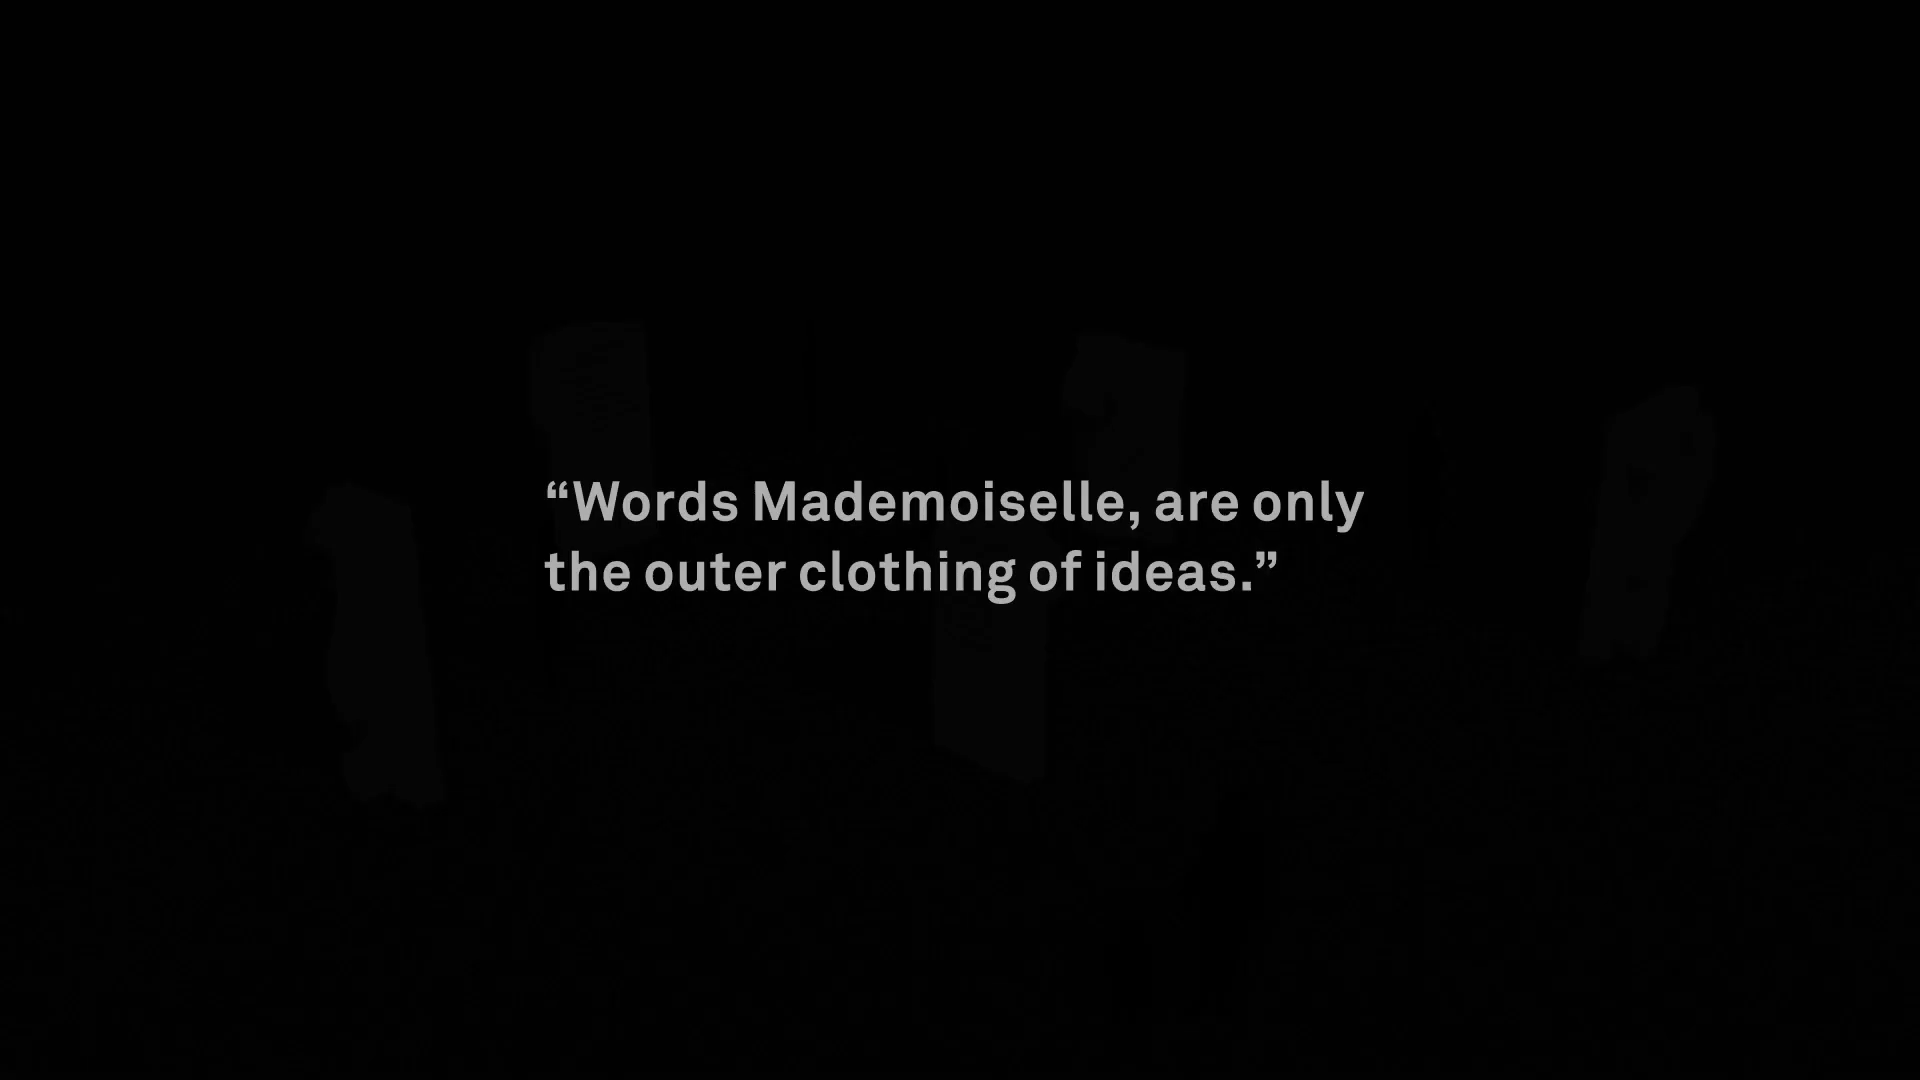 “Words Mademoiselle, are only
the outer clothing of ideas.”